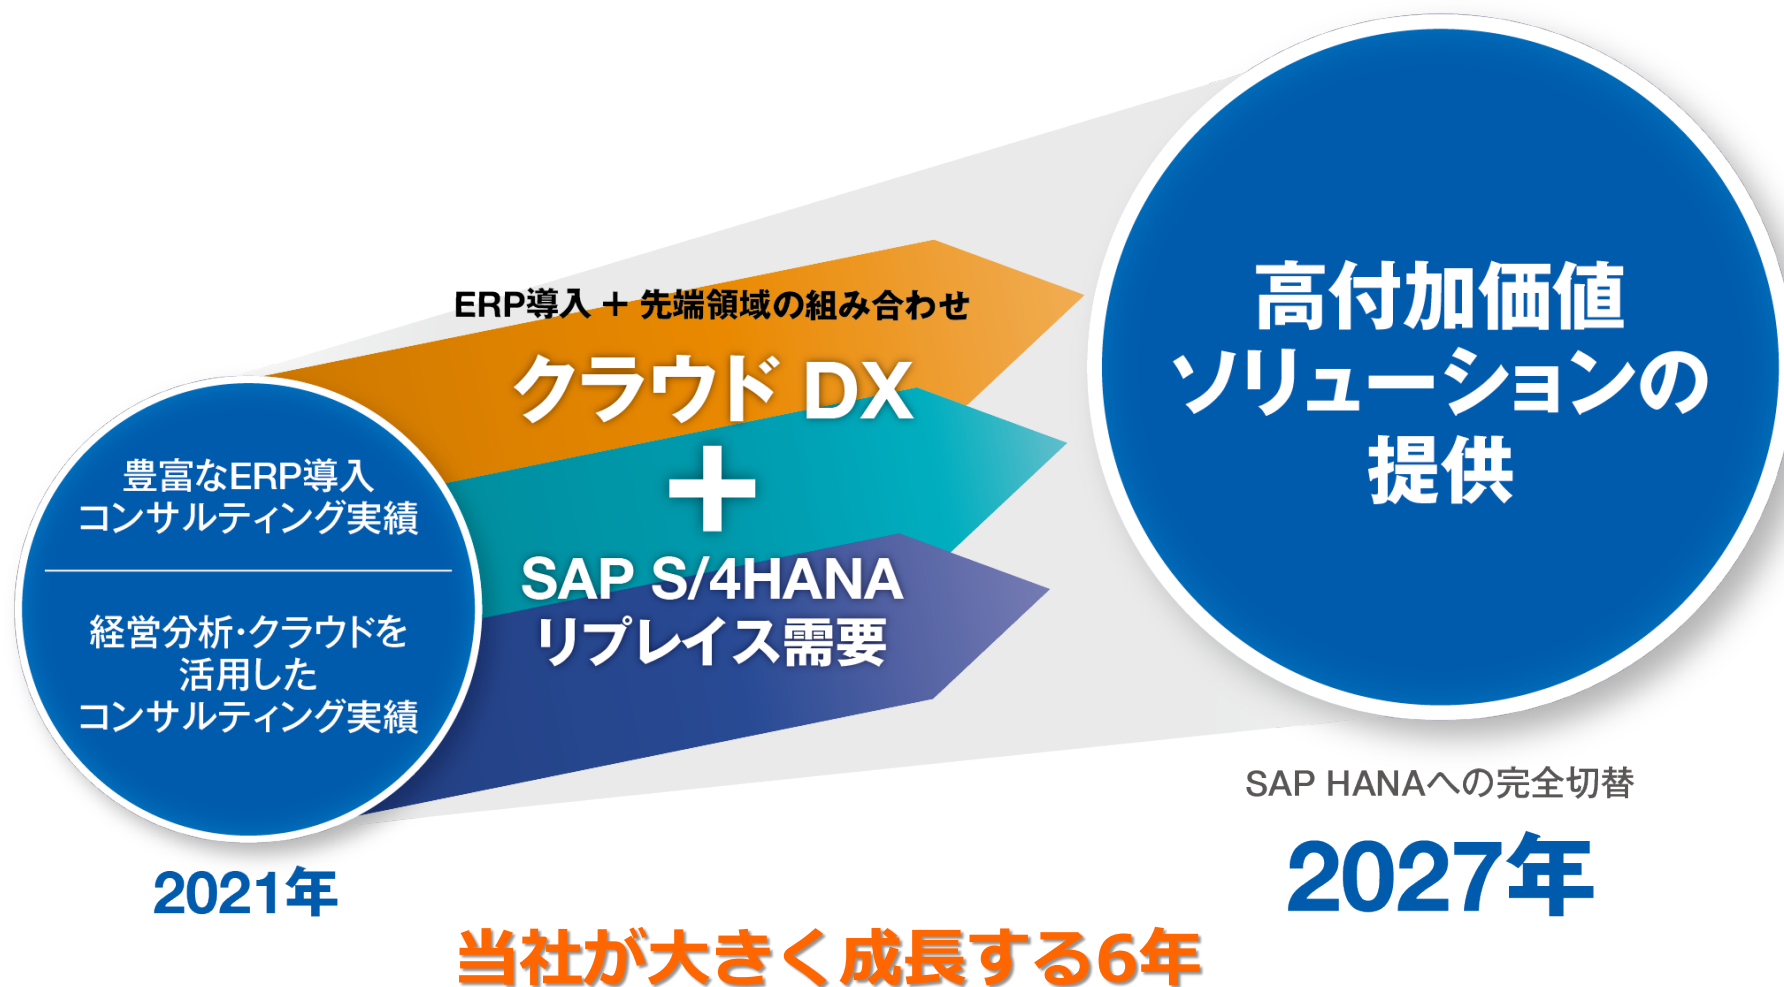 ERP導入 + 先端領域の組み合わせ
クラウド DX
+
SAP S/4HANA
リプレイス需要
豊富なERP導入
コンサルティング実績
経営分析・クラウドを
活用した
コンサルティング実績
2021年
高付加価値
ソリューションの
提供
SAP HANAへの完全切替
2027年
当社が大きく成長する6年